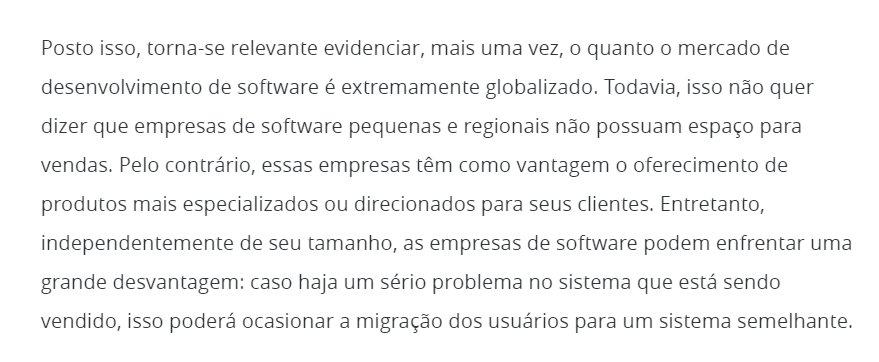 Posto isso, torna-se relevante evidenciar, mais uma vez, o quanto o mercado de
desenvolvimento de software é extremamente globalizado. Todavia, isso não quer
dizer que empresas de software pequenas e regionais não possuam espaço para
vendas. Pelo contrário, essas empresas têm como vantagem o oferecimento de
produtos mais especializados ou direcionados para seus clientes. Entretanto,
independentemente de seu tamanho, as empresas de software podem enfrentar uma
grande desvantagem: caso haja um sério problema no sistema que está sendo
vendido, isso poderá ocasionar a migração dos usuários para um sistema semelhante.